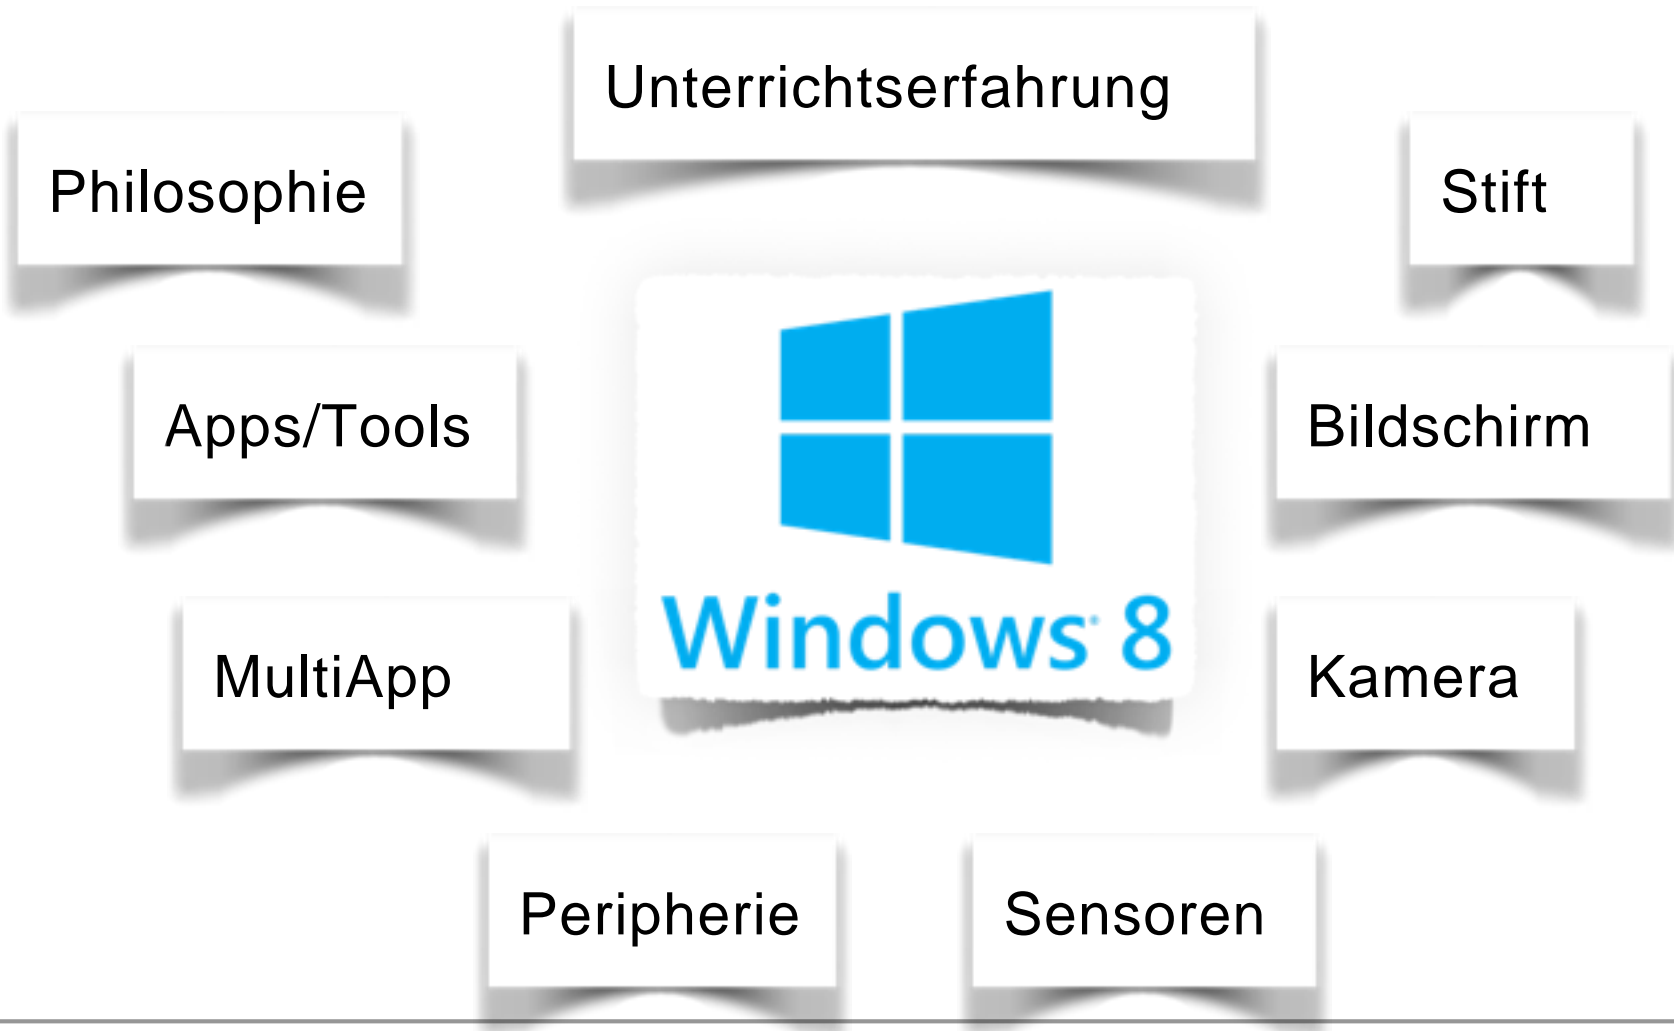 Unterrichtserfahrung
Philosophie
Stift
Apps/Tools
Bildschirm
Windows® 8
MultiApp
Kamera
Peripherie
Sensoren